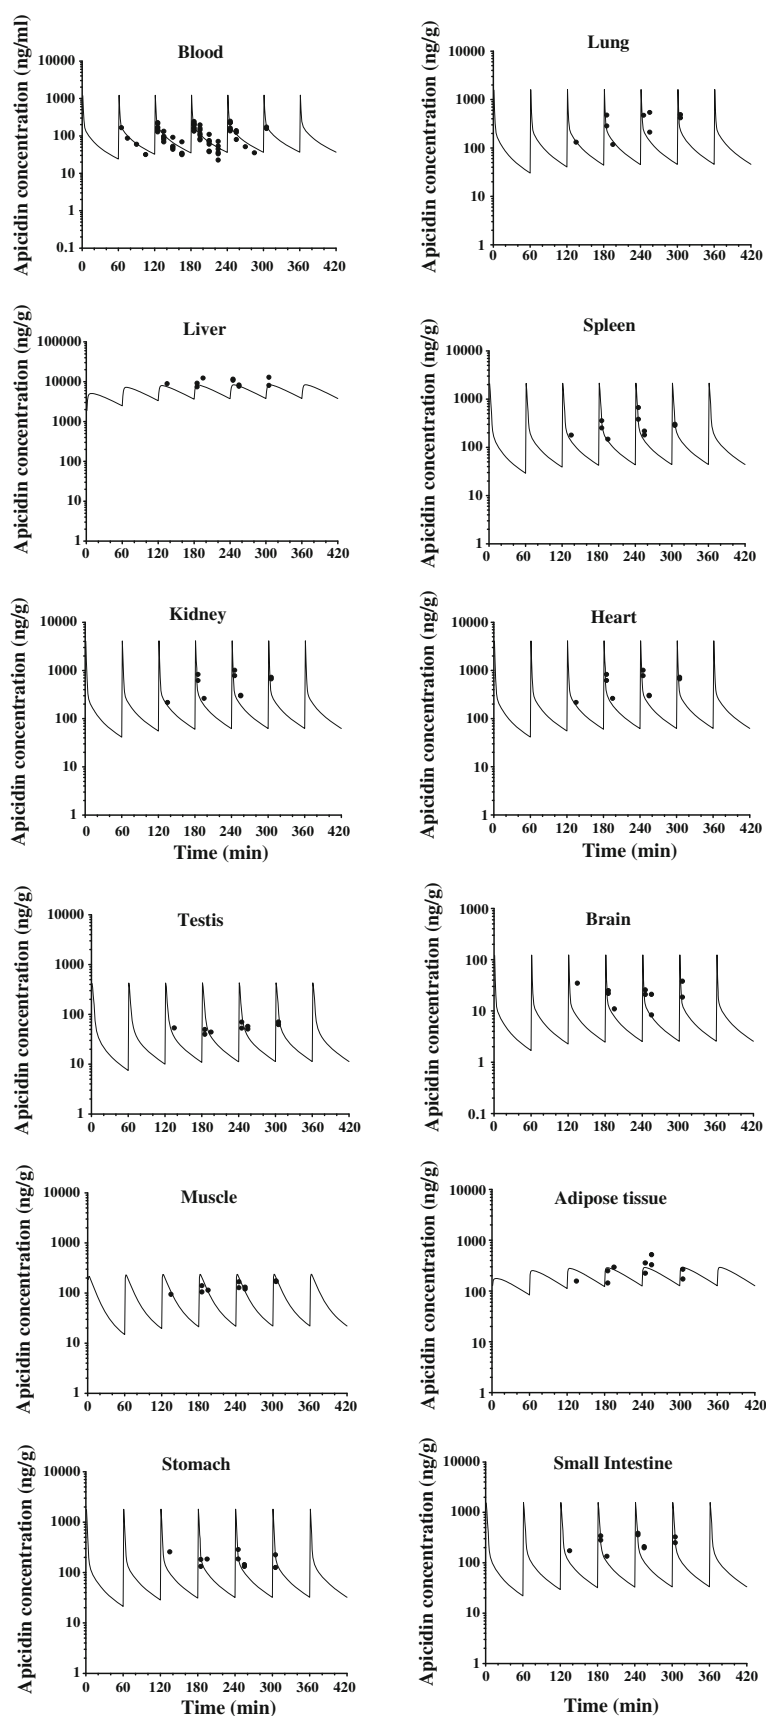 Blood
Apicidin concentration (ng/ml)
10000
1000
100
10
1
0.1
0 60 120 180 240 300 360 420
Lung
Apicidin concentration (ng/g)
10000
1000
100
10
1
0 60 120 180 240 300 360 420
Liver
Apicidin concentration (ng/g)
100000
10000
1000
100
10
1
0 60 120 180 240 300 360 420
Spleen
Apicidin concentration (ng/g)
10000
1000
100
10
1
0 60 120 180 240 300 360 420
Kidney
Apicidin concentration (ng/g)
10000
1000
100
10
1
0 60 120 180 240 300 360 420
Time (min)
Heart
Apicidin concentration (ng/g)
10000
1000
100
10
1
0 60 120 180 240 300 360 420
Time (min)
Testis
Apicidin concentration (ng/g)
10000
1000
100
10
1
0 60 120 180 240 300 360 420
Brain
Apicidin concentration (ng/g)
1000
100
10
1
0.1
0 60 120 180 240 300 360 420
Muscle
Apicidin concentration (ng/g)
10000
1000
100
10
1
0 60 120 180 240 300 360 420
Adipose tissue
Apicidin concentration (ng/g)
10000
1000
100
10
1
0 60 120 180 240 300 360 420
Stomach
Apicidin concentration (ng/g)
10000
1000
100
10
1
0 60 120 180 240 300 360 420
Time (min)
Small Intestine
Apicidin concentration (ng/g)
10000
1000
100
10
1
0 60 120 180 240 300 360 420
Time (min)